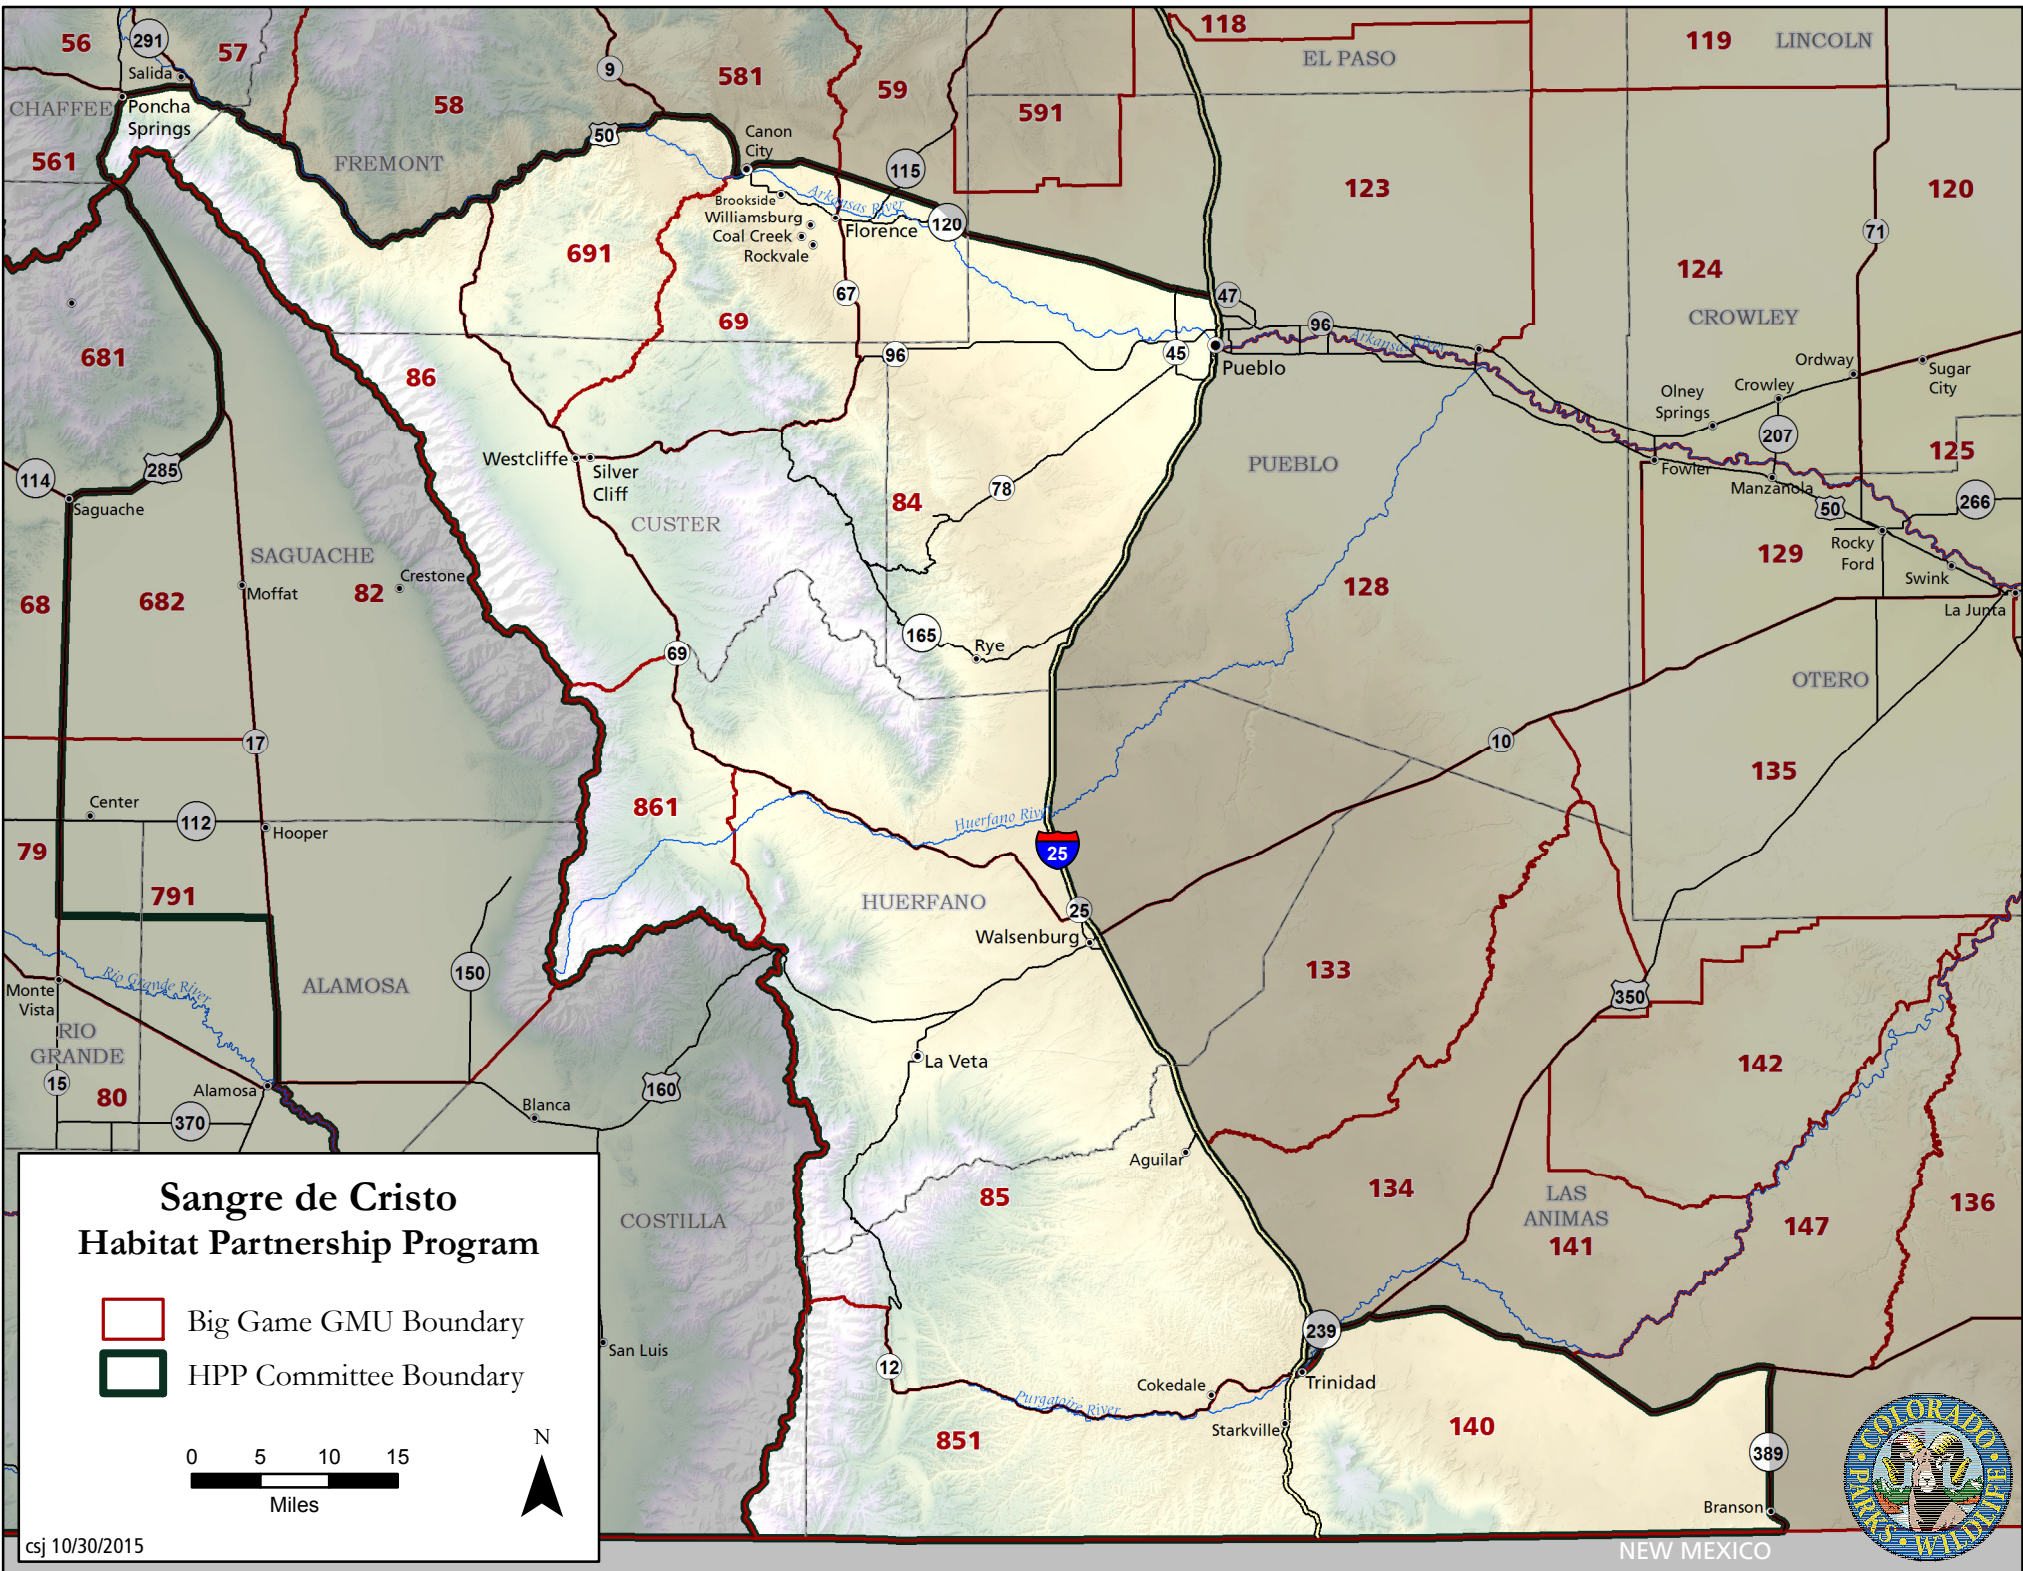 56
291
57
Salida
CHAFFEE
Poncha
Springs
561
58
FREMONT
9
581
59
591
118
EL PASO
119
LINCOLN
50
Canon
City
115
Brookside
Williamsburg
Coal Creek
Rockvale
Arkansas River
Florence
120
123
120
71
124
CROWLEY
691
67
69
47
96
Arkansas River
681
86
96
45
Pueblo
Ordway
Sugar
City
Crowley
Olney
Springs
207
125
114
285
Saguache
Westcliffe
Silver
Cliff
PUEBLO
Fowler
Manzanola
50
266
78
84
CUSTER
SAGUACHE
Crestone
Moffat
68
682
82
128
129
Rocky
Ford
Swink
La Junta
165
Rye
69
OTERO
17
10
135
861
Center
112
Hooper
Huerfano River
25
79
791
HUERFANO
25
Walsenburg
150
ALAMOSA
Rio Grande River
Monte
Vista
RIO
GRANDE
133
350
15
80
Alamosa
370
Blanca
160
La Veta
142
Aguilar
85
134
LAS
ANIMAS
141
147
136
COSTILLA
Sangre de Cristo
Habitat Partnership Program
Big Game GMU Boundary
HPP Committee Boundary
0 5 10 15
Miles
N
csj 10/30/2015
San Luis
239
12
Cokedale
Trinidad
Purgatoire River
Starkville
851
140
389
Branson
NEW MEXICO
COLORADO
PARKS
WILDLIFE